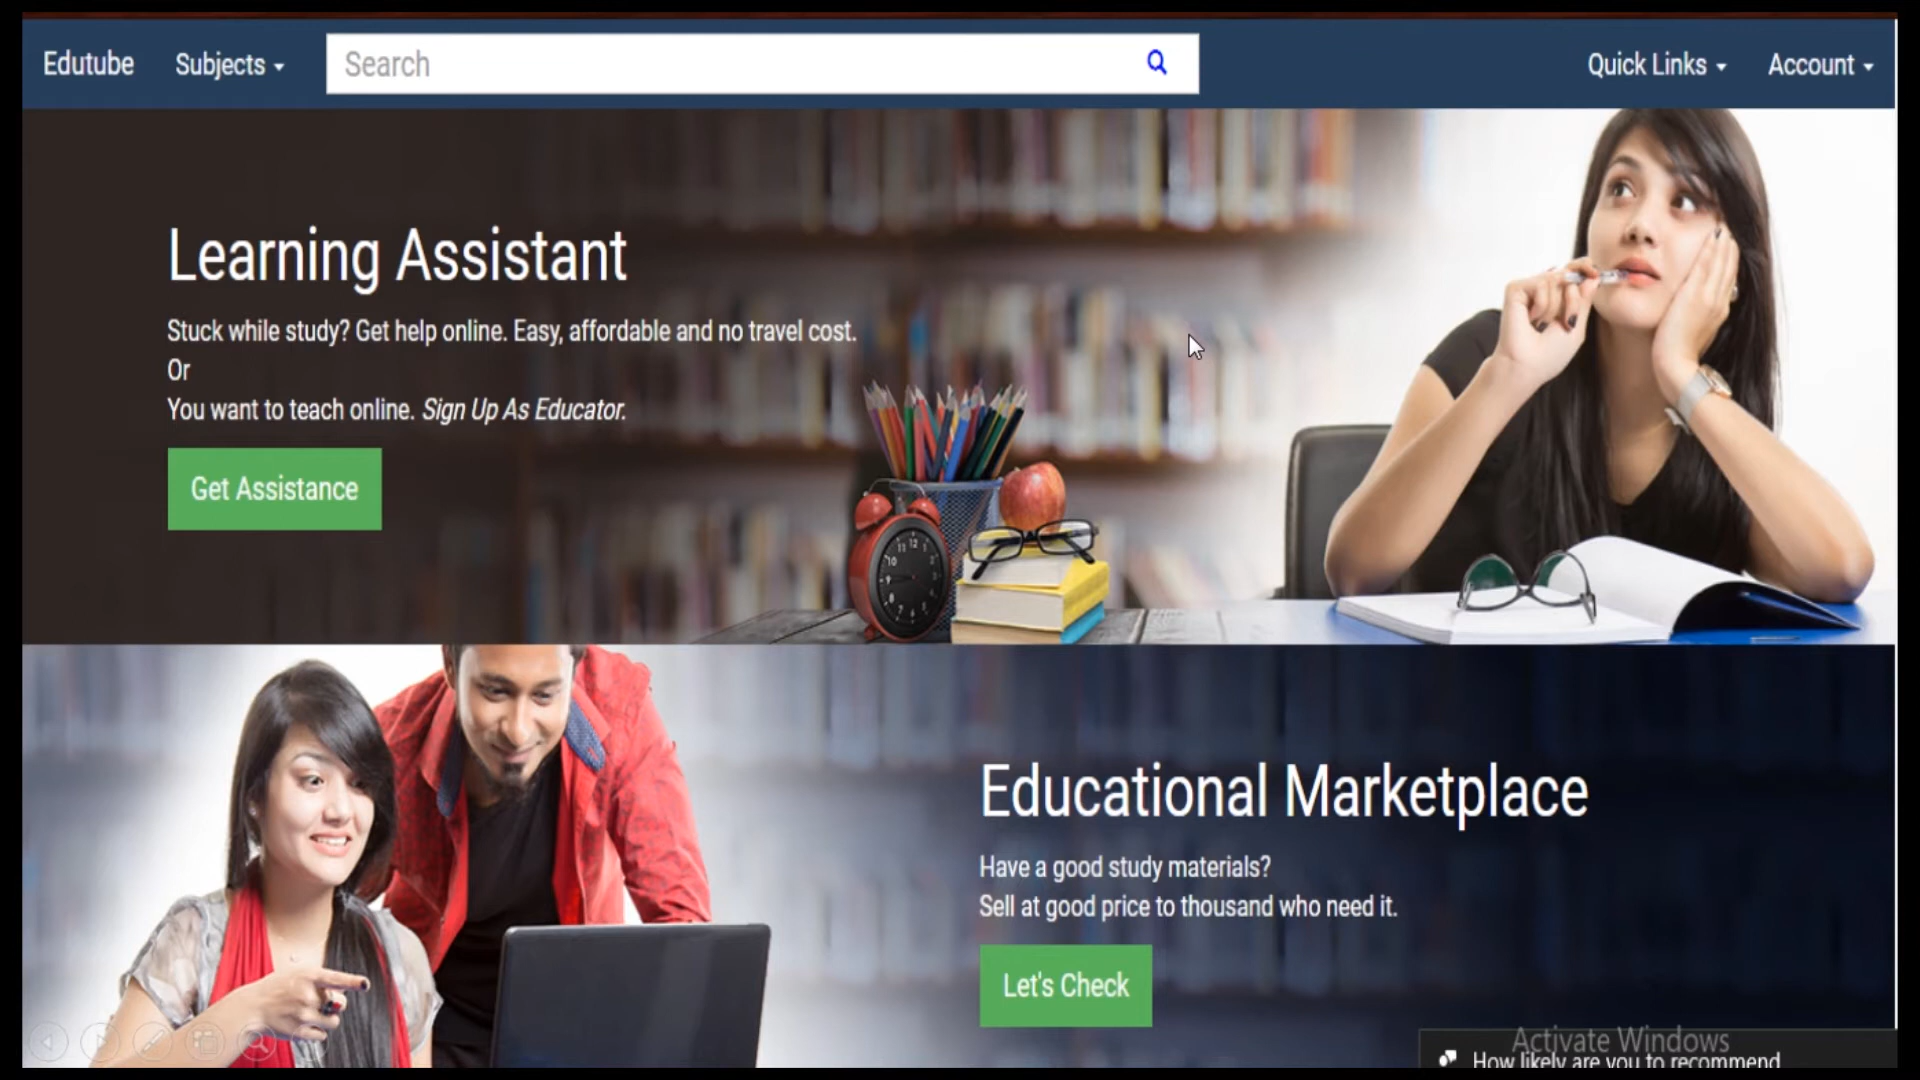 Edutube
Subjects
Search
Quick Links
Account
Learning Assistant
Stuck while study? Get help online. Easy, affordable and no travel cost.
Or
You want to teach online. Sign Up As Educator.
Get Assistance
Educational Marketplace
Have a good study materials?
Sell at good price to thousand who need it.
Let's Check
Activate Windows
How likely are you to recommend